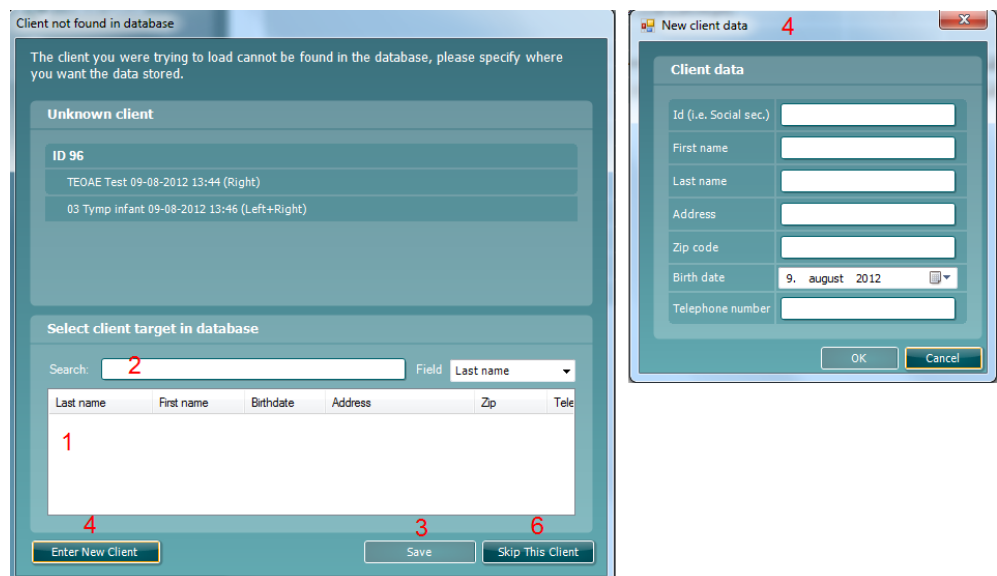 Client not found in database
The client you were trying to load cannot be found in the database, please specify where
you want the data stored.
Unknown client
ID 96
TEOAE Test 09-08-2012 13:44 (Right)
03 Tymp infant 09-08-2012 13:46 (Left+Right)
Select client target in database
Search: 2 Field Last name
Last name First name Birthdate Address Zip Tele
1
4 3 6
Enter New Client Save Skip This Client
New client data 4
Client data
Id (i.e. Social sec.)
First name
Last name
Address
Zip code
Birth date 9. august 2012
Telephone number
OK Cancel